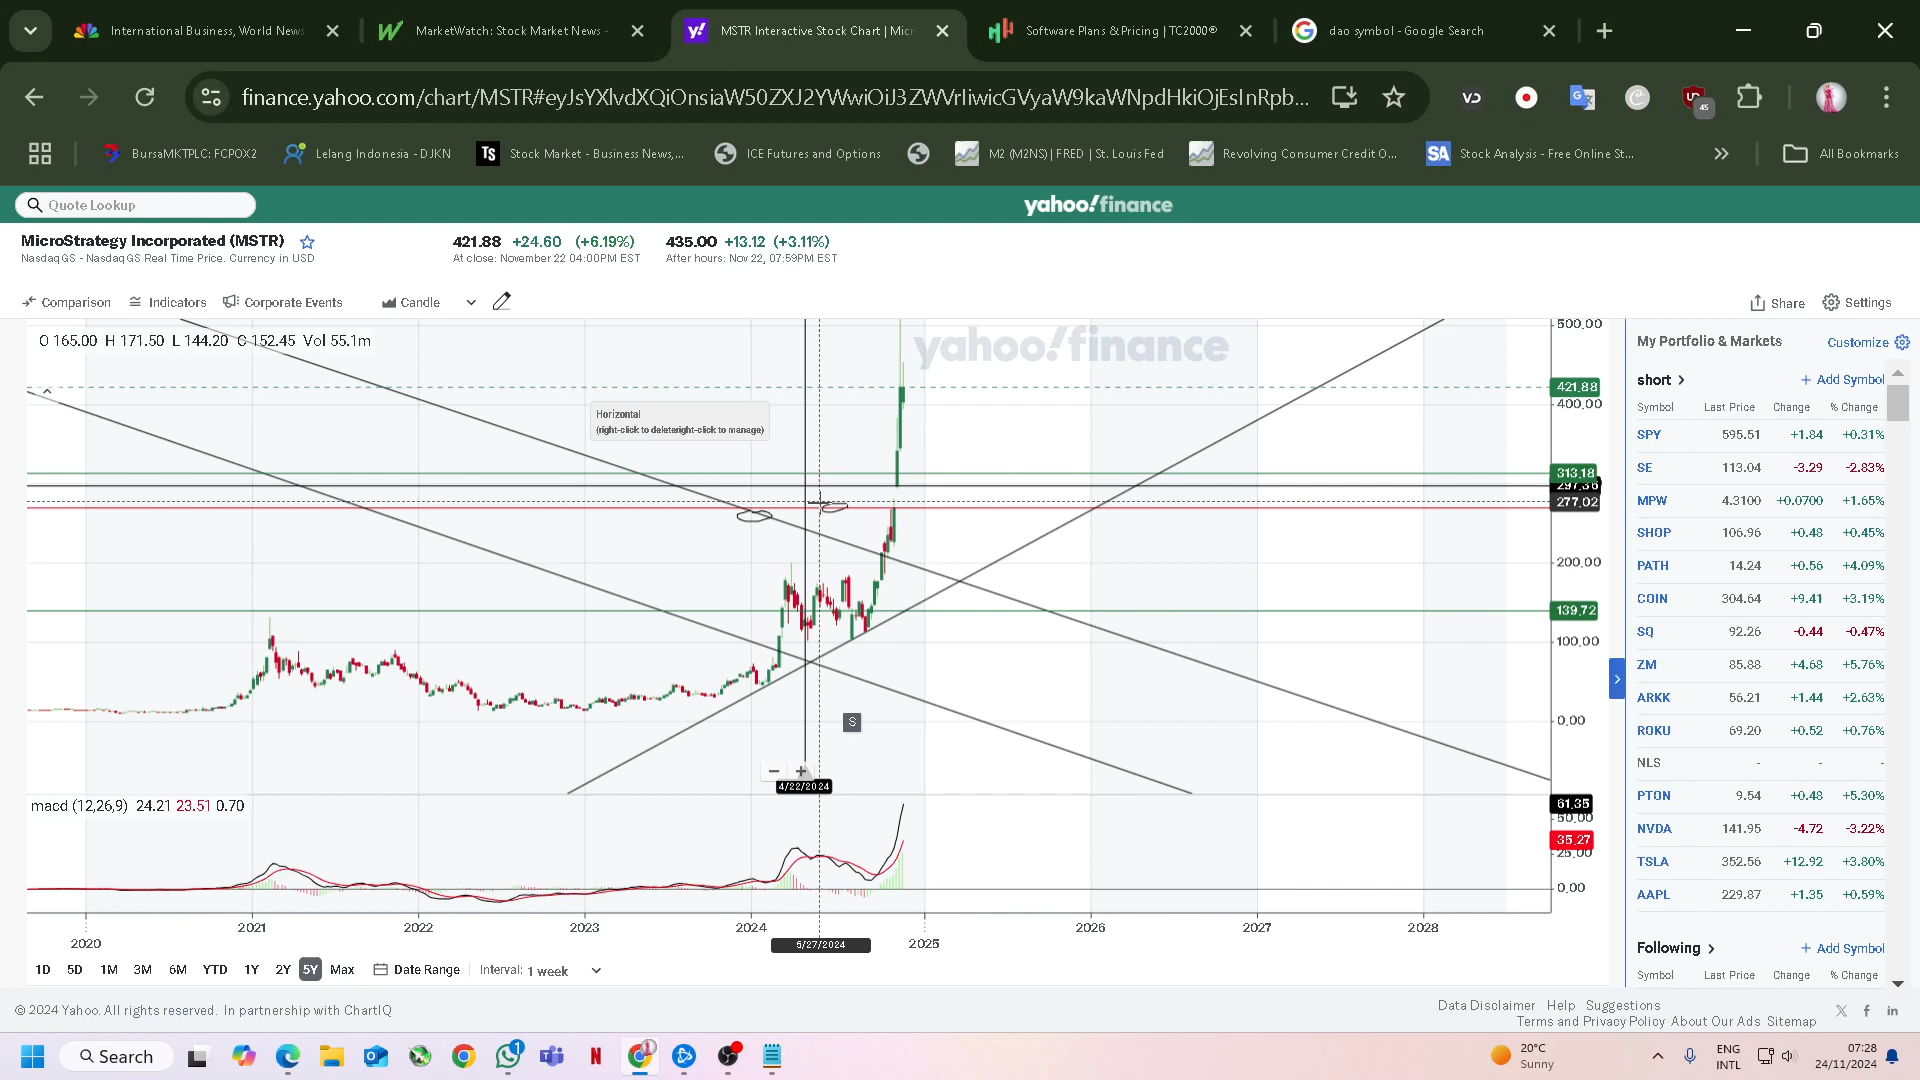 International Business, World News
MarketWatch: Stock Market News -
MSTR Interactive Stock Chart | Micr
Software Plans & Pricing | TC2000®
dao symbol - Google Search
finance.yahoo.com/chart/MSTR#eyJsYXlvdXQiOnsiaW50ZXJ2YWwiOiJ3ZWVrIiwicGVyaW9kaWNpdHkiOjEsInRpb...
VD
45
BursaMKTPLC: FCPOX2
Lelang Indonesia - DJKN
TS
Stock Market - Business News,...
ICE Futures and Options
M2 (M2NS) | FRED | St. Louis Fed
Revolving Consumer Credit O...
SA
Stock Analysis - Free Online St...
All Bookmarks
Quote Lookup
yahoo!finance
MicroStrategy Incorporated (MSTR)
421.88 +24.60 (+6.19%)
435.00 +13.12 (+3.11%)
NasdaqGS - NasdaqGS Real Time Price. Currency in USD
At close: November 22 04:00PM EST
After hours: Nov 22, 07:59PM EST
Comparison
Indicators
Corporate Events
Candle
Share
Settings
O 165.00 H 171.50 L 144.20 C 152.45 Vol 55.1m
yahoo!finance
Horizontal
(right-click to deleteright-click to manage)
500.00
421.88
400.00
313.18
297.36
277.02
200.00
139.72
100.00
0.00
S
4/22/2024
macd (12,26,9) 24.21 23.51 0.70
61.35
50.00
35.27
25.00
0.00
2020
2021
2022
2023
2024
2025
2026
2027
2028
5/27/2024
1D 5D 1M 3M 6M YTD 1Y 2Y 5Y Max
Date Range
Interval: 1 week
My Portfolio & Markets
Customize
short
+ Add Symbol
Symbol Last Price Change % Change
SPY 595.51 +1.84 +0.31%
SE 113.04 -3.29 -2.83%
MPW 4.3100 +0.0700 +1.65%
SHOP 106.96 +0.48 +0.45%
PATH 14.24 +0.56 +4.09%
COIN 304.64 +9.41 +3.19%
SQ 92.26 -0.44 -0.47%
ZM 85.88 +4.68 +5.76%
ARKK 56.21 +1.44 +2.63%
ROKU 69.20 +0.52 +0.76%
NLS - - -
PTON 9.54 +0.48 +5.30%
NVDA 141.95 -4.72 -3.22%
TSLA 352.56 +12.92 +3.80%
AAPL 229.87 +1.35 +0.59%
Following
+ Add Symbol
Symbol Last Price Change % Change
© 2024 Yahoo. All rights reserved. In partnership with ChartIQ
Data Disclaimer Help Suggestions
Terms and Privacy Policy About Our Ads Sitemap
Search
1
N
20°C
Sunny
ENG
INTL
07:28
24/11/2024